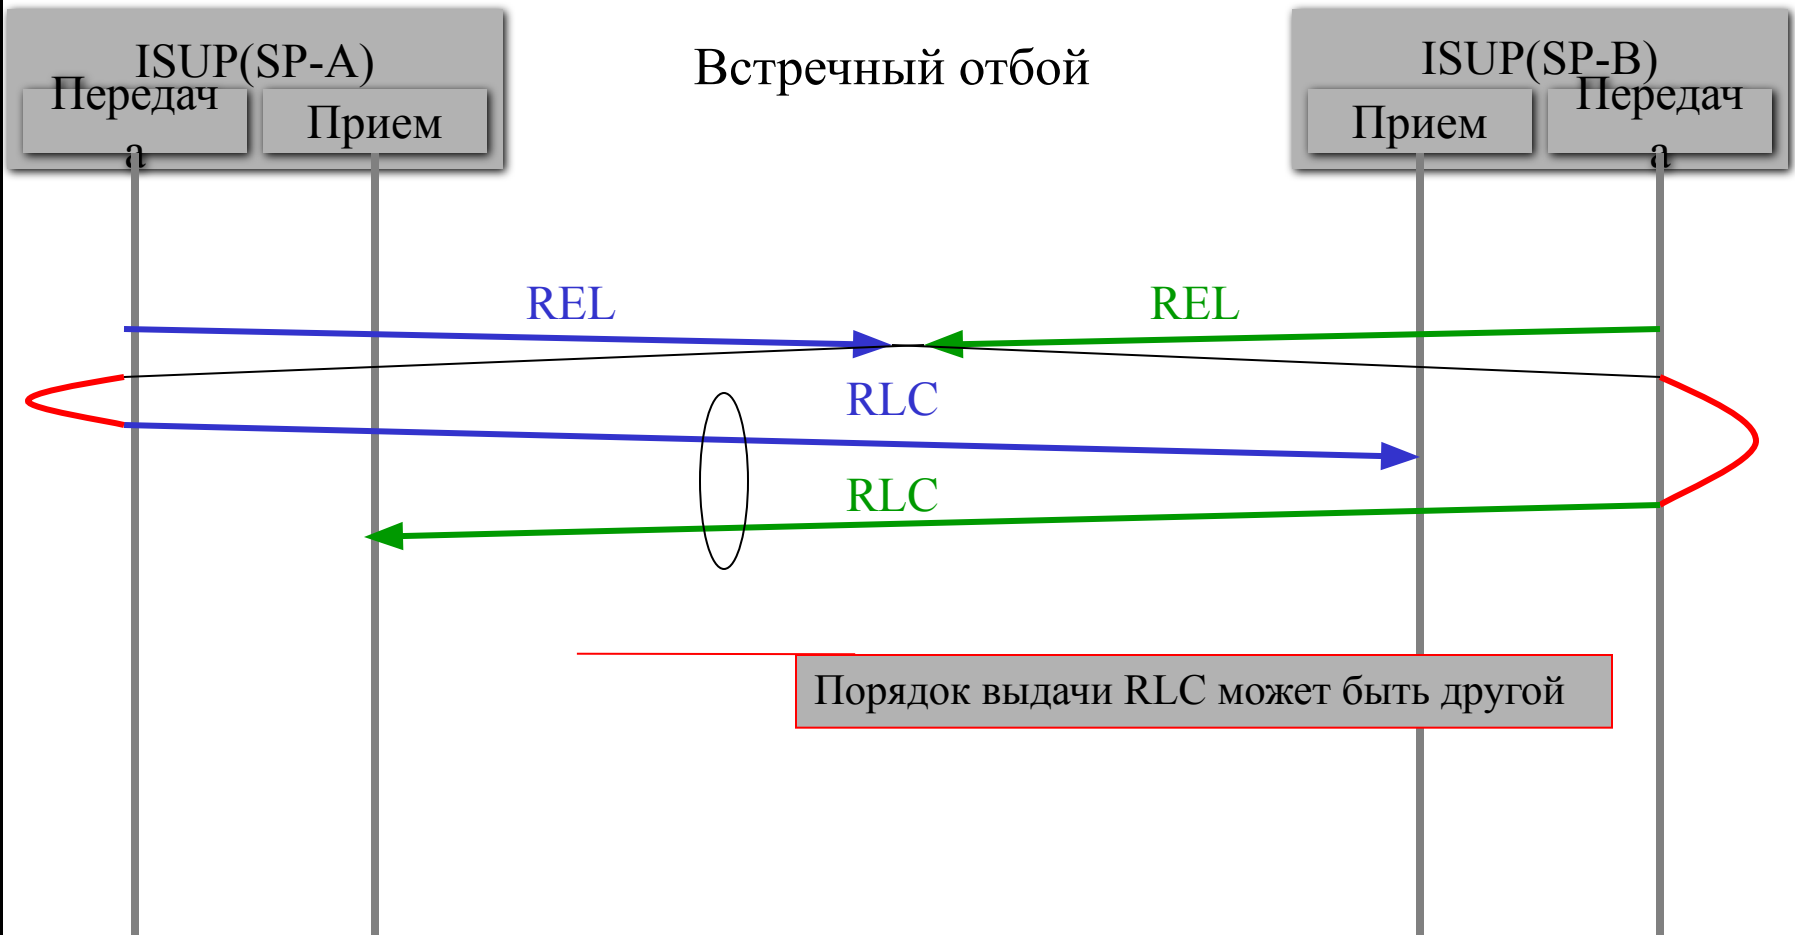 ISUP(SP-A)
Передач
а
Прием
Встречный отбой
ISUP(SP-B)
Прием
Передач
а
REL
REL
RLC
RLC
Порядок выдачи RLC может быть другой